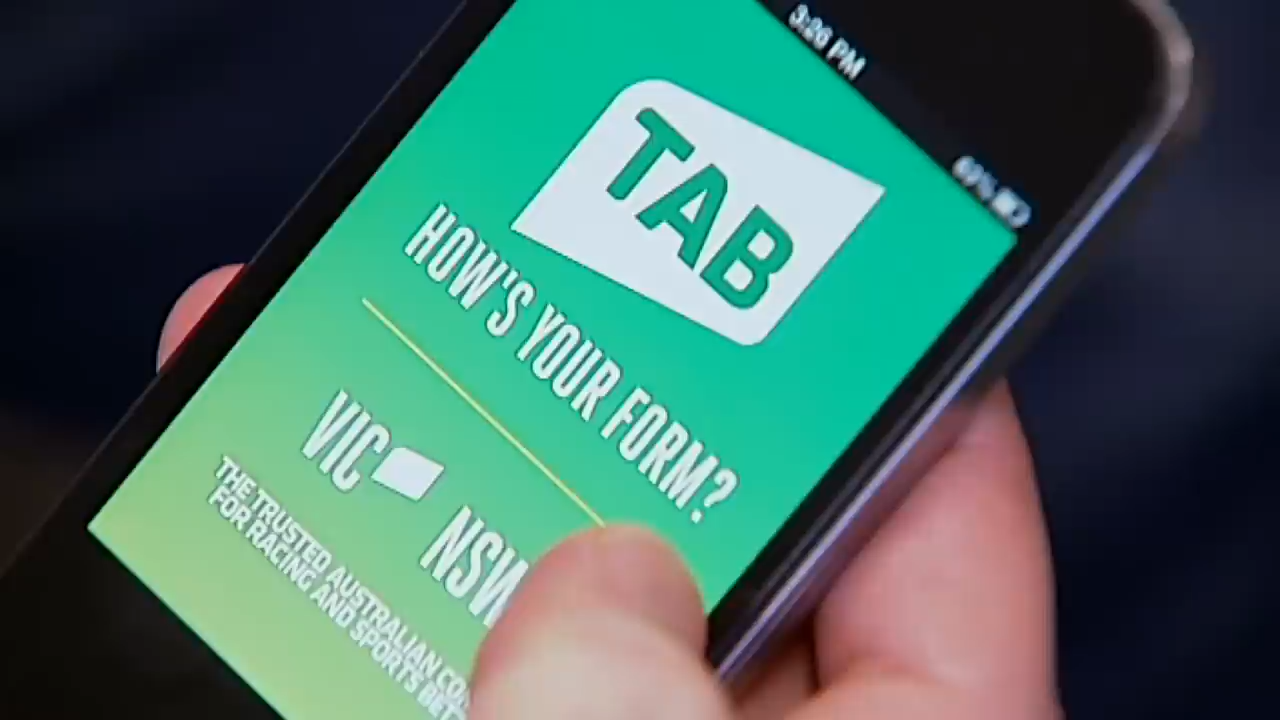 3:26 PM
TAB
HOW'S YOUR FORM?
VIC
NSW
THE TRUSTED AUSTRALIAN
FOR RACING AND SPORTS